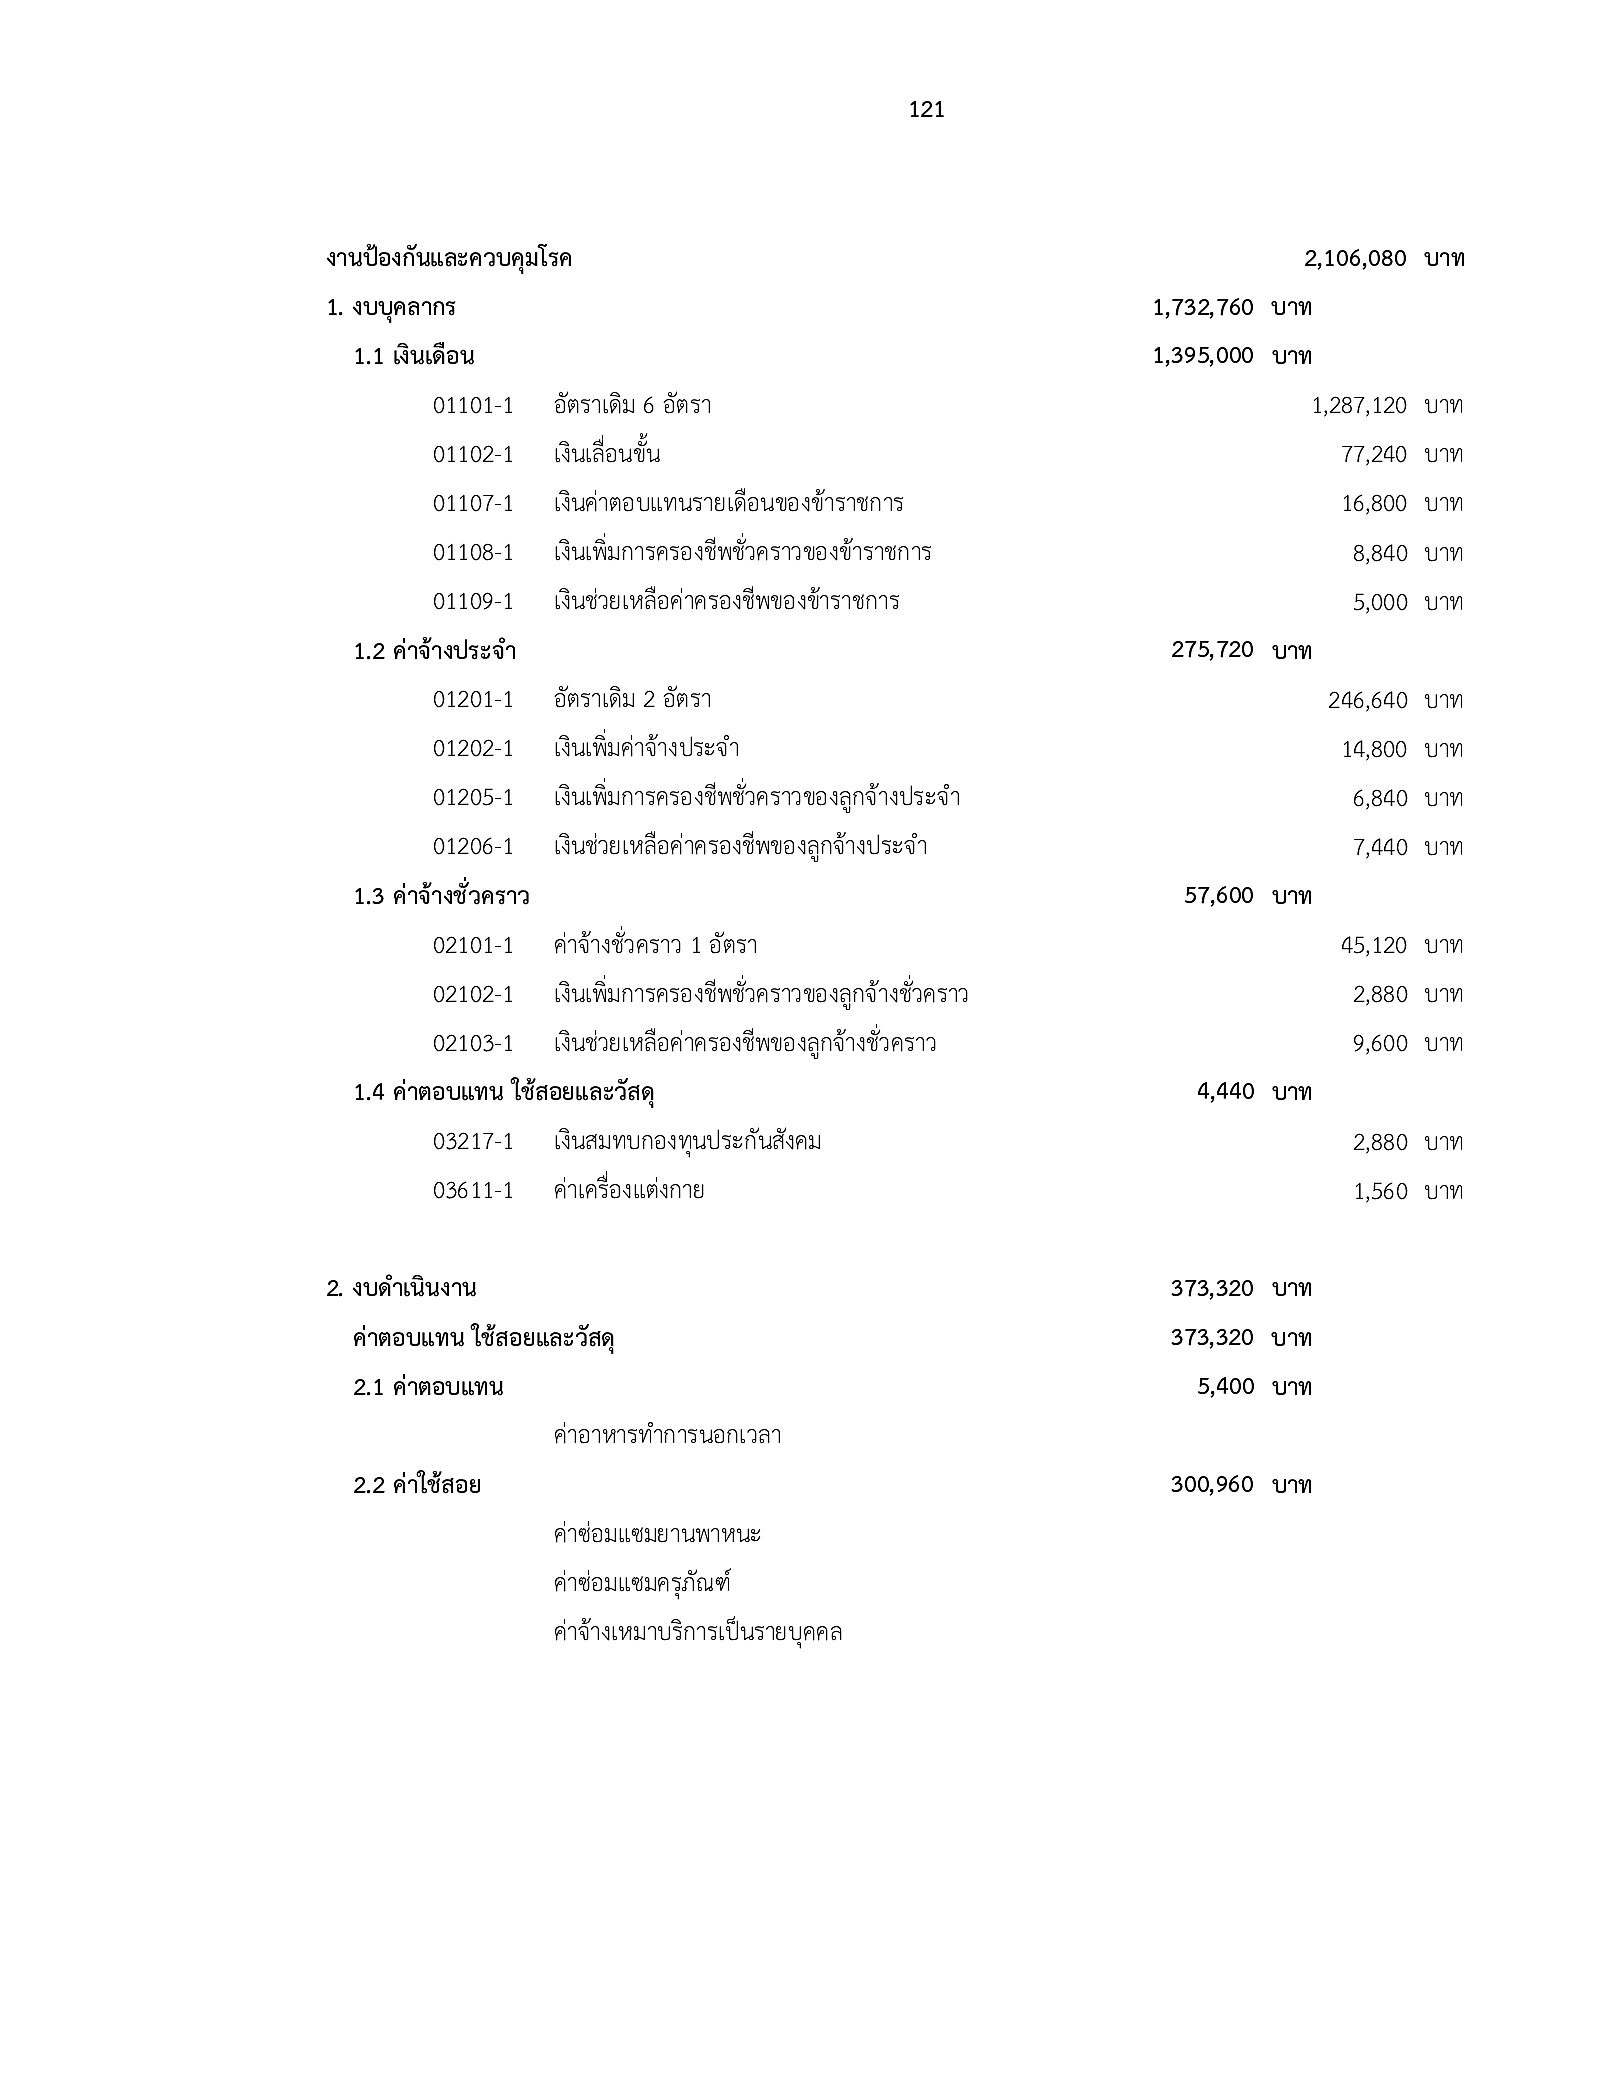 121
งานป้องกันและควบคุมโรค 2,106,080 บาท
1. งบบุคลากร 1,732,760 บาท
1.1 เงินเดือน 1,395,000 บาท
01101-1 อัตราเดิม 6 อัตรา 1,287,120 บาท
01102-1 เงินเลื่อนขั้น 77,240 บาท
01107-1 เงินค่าตอบแทนรายเดือนของข้าราชการ 16,800 บาท
01108-1 เงินเพิ่มการครองชีพชั่วคราวของข้าราชการ 8,840 บาท
01109-1 เงินช่วยเหลือค่าครองชีพของข้าราชการ 5,000 บาท
1.2 ค่าจ้างประจำ 275,720 บาท
01201-1 อัตราเดิม 2 อัตรา 246,640 บาท
01202-1 เงินเพิ่มค่าจ้างประจำ 14,800 บาท
01205-1 เงินเพิ่มการครองชีพชั่วคราวของลูกจ้างประจำ 6,840 บาท
01206-1 เงินช่วยเหลือค่าครองชีพของลูกจ้างประจำ 7,440 บาท
1.3 ค่าจ้างชั่วคราว 57,600 บาท
02101-1 ค่าจ้างชั่วคราว 1 อัตรา 45,120 บาท
02102-1 เงินเพิ่มการครองชีพชั่วคราวของลูกจ้างชั่วคราว 2,880 บาท
02103-1 เงินช่วยเหลือค่าครองชีพของลูกจ้างชั่วคราว 9,600 บาท
1.4 ค่าตอบแทน ใช้สอยและวัสดุ 4,440 บาท
03217-1 เงินสมทบกองทุนประกันสังคม 2,880 บาท
03611-1 ค่าเครื่องแต่งกาย 1,560 บาท
2. งบดำเนินงาน 373,320 บาท
ค่าตอบแทน ใช้สอยและวัสดุ 373,320 บาท
2.1 ค่าตอบแทน 5,400 บาท
ค่าอาหารทำการนอกเวลา
2.2 ค่าใช้สอย 300,960 บาท
ค่าซ่อมแซมยานพาหนะ
ค่าซ่อมแซมครุภัณฑ์
ค่าจ้างเหมาบริการเป็นรายบุคคล